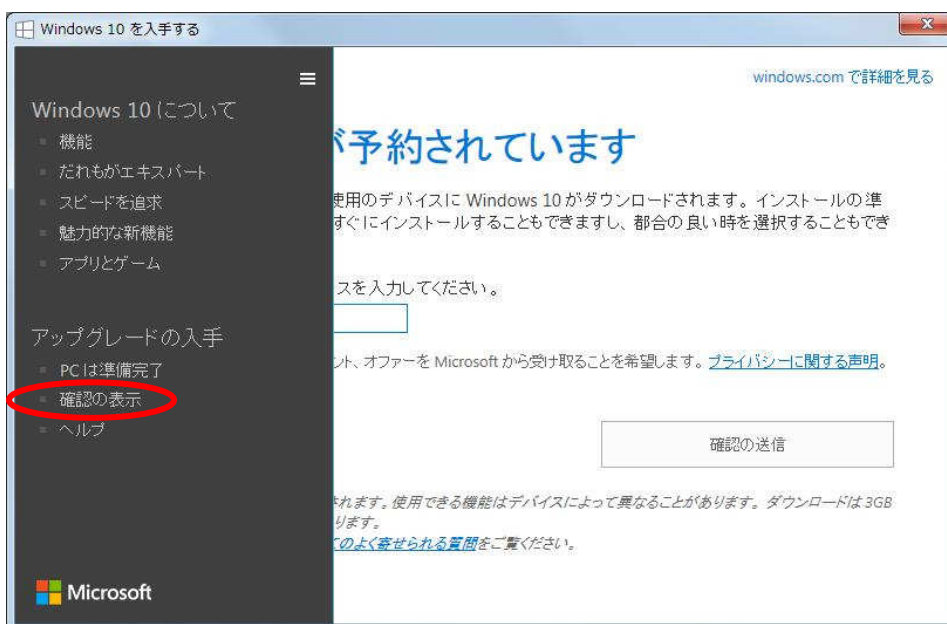 Windows 10 を入手する
windows.com で詳細を見る
Windows 10 について
機能
だれもがエキスパート
スピードを追求
魅力的な新機能
アプリとゲーム
アップグレードの入手
PC は準備完了
確認の表示
ヘルプ
Microsoft
が予約されています
使用のデバイスに Windows 10 がダウンロードされます。インストールの準
すぐにインストールすることもできますし、都合の良い時を選択することもでき
スを入力してください。
ント、オファーを Microsoft から受け取ることを希望します。プライバシーに関する声明。
確認の送信
されます。使用できる機能はデバイスによって異なることがあります。ダウンロードは 3GB
ります。
てのよく寄せられる質問をご覧ください。